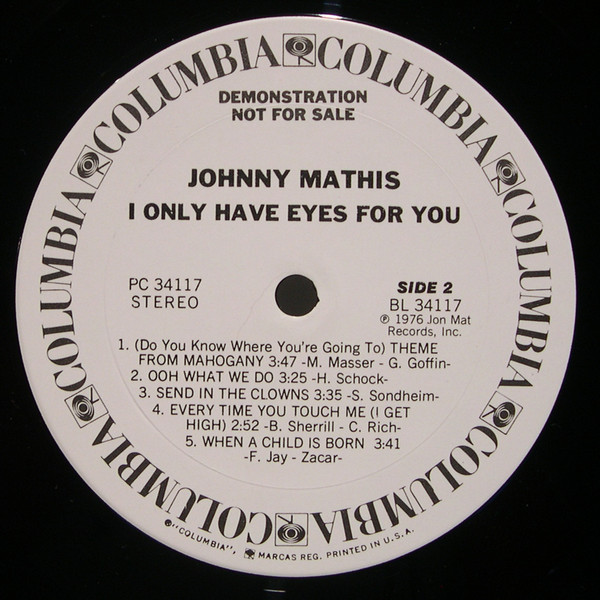 COLUMBIA COLUMBIA COLUMBIA COLUMBIA COLUMBIA COLUMBIA COLUMBIA
DEMONSTRATION
NOT FOR SALE
JOHNNY MATHIS
I ONLY HAVE EYES FOR YOU
PC 34117
STEREO
SIDE 2
BL 34117
℗ 1976 Jon Mat
Records, Inc.
1. (Do You Know Where You're Going To) THEME
FROM MAHOGANY 3:47 -M. Masser - G. Goffin-
2. OOH WHAT WE DO 3:25 -H. Schock-
3. SEND IN THE CLOWNS 3:35 -S. Sondheim-
4. EVERY TIME YOU TOUCH ME (I GET
HIGH) 2:52 -B. Sherrill - C. Rich-
5. WHEN A CHILD IS BORN 3:41
-F. Jay - Zacar-
®"COLUMBIA", MARCAS REG. PRINTED IN U.S.A.